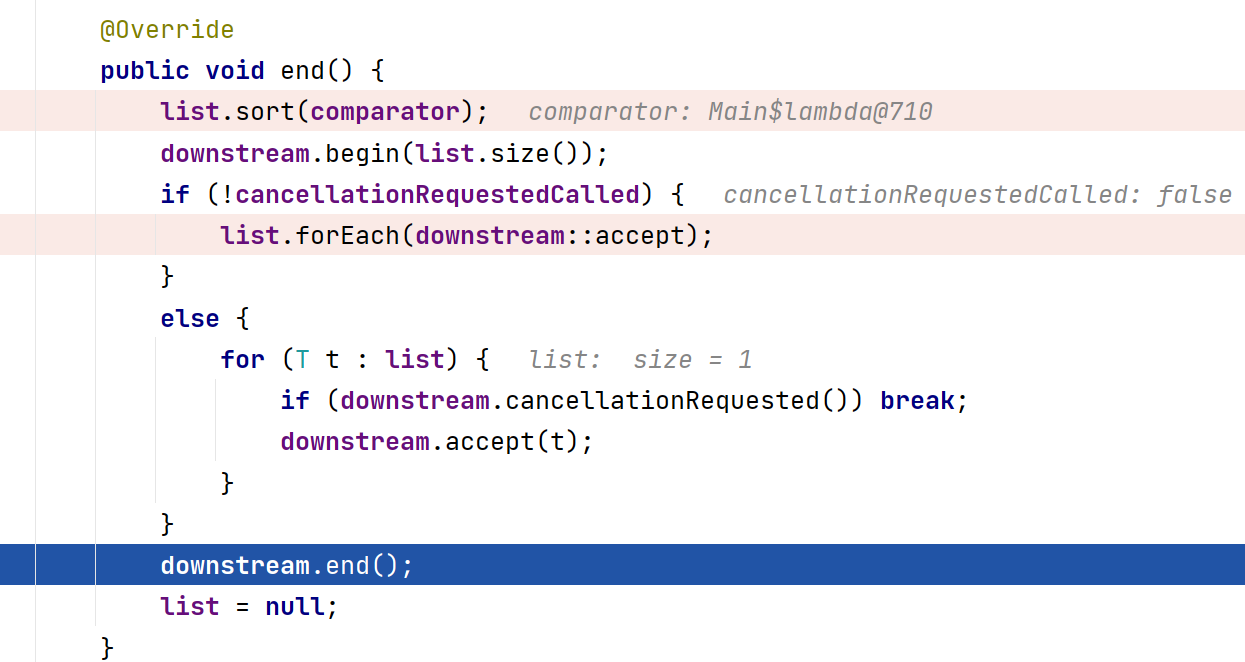 @Override
public void end() {
    list.sort(comparator);   comparator: Main$lambda@710
    downstream.begin(list.size());
    if (!cancellationRequestedCalled) {   cancellationRequestedCalled: false
        list.forEach(downstream::accept);
    }
    else {
        for (T t : list) {   list:  size = 1
            if (downstream.cancellationRequested()) break;
            downstream.accept(t);
        }
    }
    downstream.end();
    list = null;
}